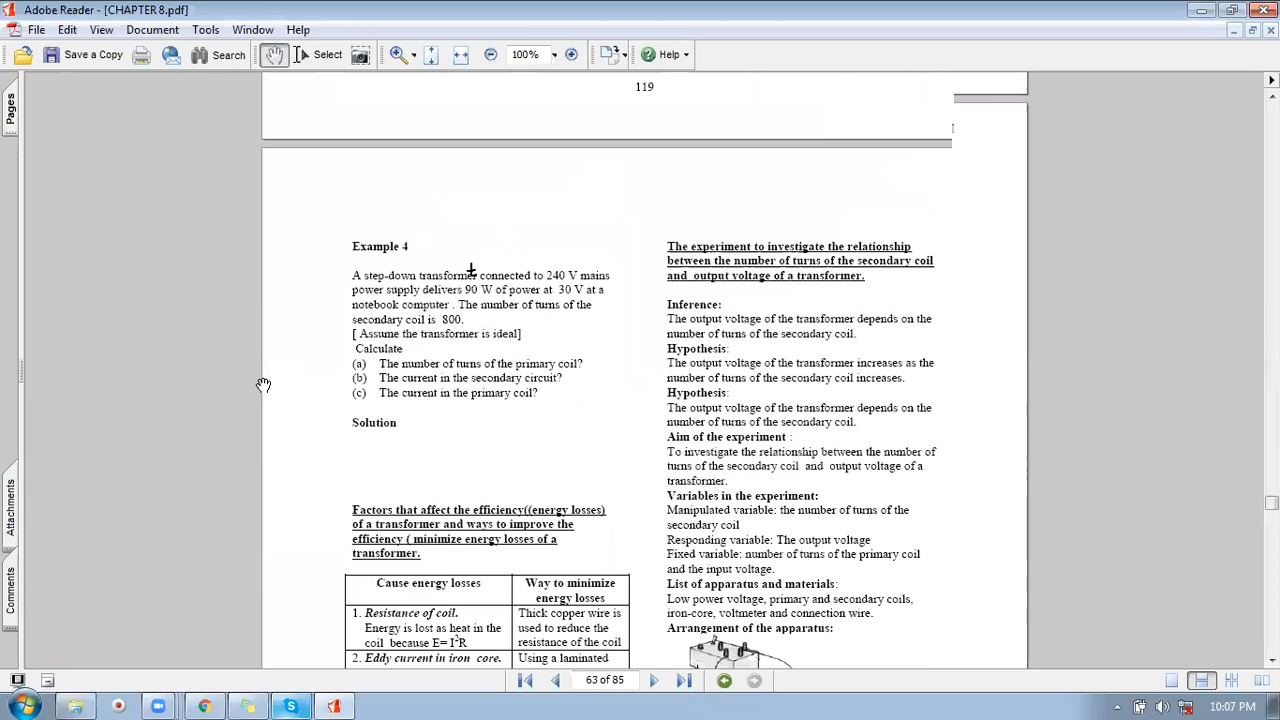 Adobe Reader - [CHAPTER 8.pdf]
File Edit View Document Tools Window Help
Save a Copy Search Select 100% Help
Pages
Attachments
Comments
119
Example 4
A step-down transformer connected to 240 V mains
power supply delivers 90 W of power at 30 V at a
notebook computer . The number of turns of the
secondary coil is 800.
[ Assume the transformer is ideal]
Calculate
(a) The number of turns of the primary coil?
(b) The current in the secondary circuit?
(c) The current in the primary coil?
Solution
Factors that affect the efficiency((energy losses)
of a transformer and ways to improve the
efficiency ( minimize energy losses of a
transformer.
Cause energy losses
Way to minimize
energy losses
1. Resistance of coil.
Energy is lost as heat in the
coil because E= I²R
Thick copper wire is
used to reduce the
resistance of the coil
2. Eddy current in iron core.
Using a laminated
The experiment to investigate the relationship
between the number of turns of the secondary coil
and output voltage of a transformer.
Inference:
The output voltage of the transformer depends on the
number of turns of the secondary coil.
Hypothesis:
The output voltage of the transformer increases as the
number of turns of the secondary coil increases.
Hypothesis:
The output voltage of the transformer depends on the
number of turns of the secondary coil.
Aim of the experiment :
To investigate the relationship between the number of
turns of the secondary coil and output voltage of a
transformer.
Variables in the experiment:
Manipulated variable: the number of turns of the
secondary coil
Responding variable: The output voltage
Fixed variable: number of turns of the primary coil
and the input voltage.
List of apparatus and materials:
Low power voltage, primary and secondary coils,
iron-core, voltmeter and connection wire.
Arrangement of the apparatus:
63 of 85
10:07 PM